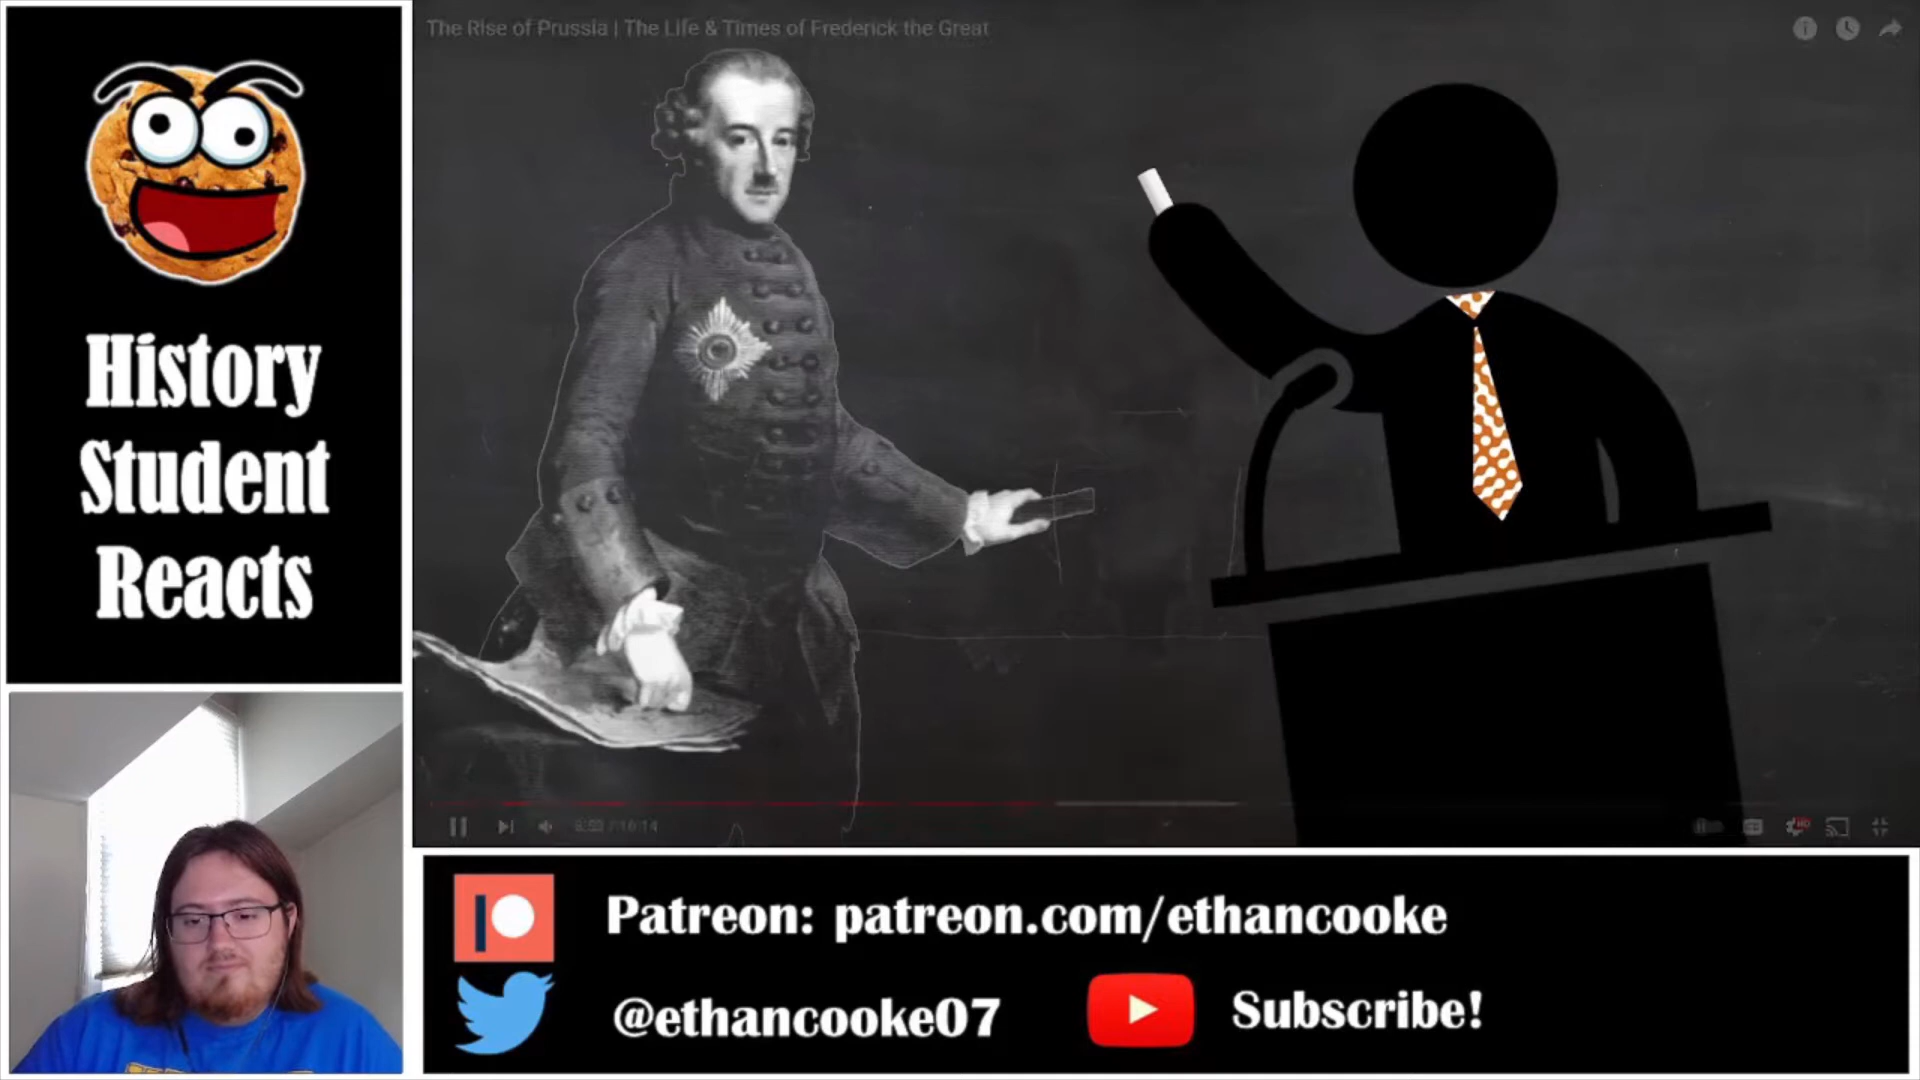 The Rise of Prussia | The Life & Times of Frederick the Great
History
Student
Reacts
HD
Patreon: patreon.com/ethancooke
@ethancooke07
Subscribe!